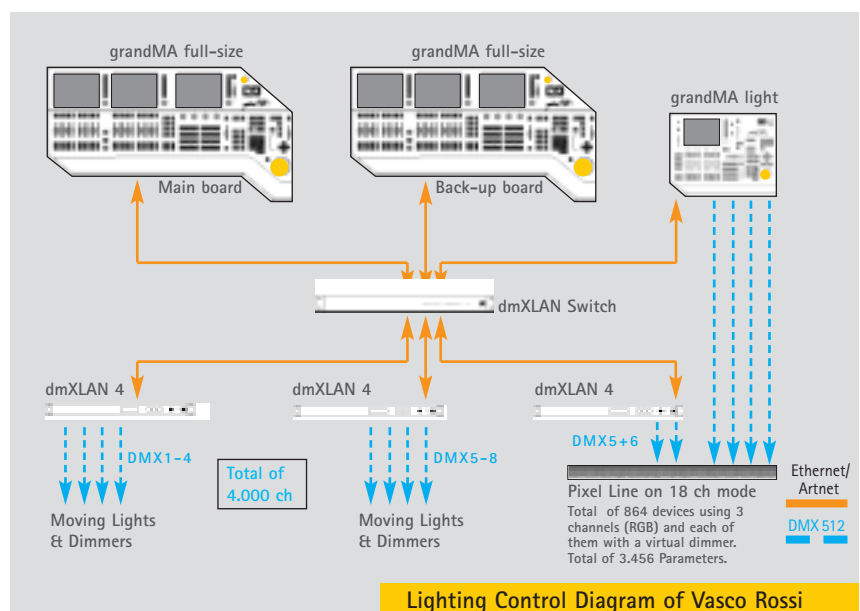 grandMA full-size
grandMA full-size
grandMA light
Main board
Back-up board
dmXLAN Switch
dmXLAN 4
dmXLAN 4
dmXLAN 4
DMX1-4
Total of
4.000 ch
DMX5-8
DMX5+6
Moving Lights
& Dimmers
Moving Lights
& Dimmers
Pixel Line on 18 ch mode
Total of 864 devices using 3
channels (RGB) and each of
them with a virtual dimmer.
Total of 3.456 Parameters.
Ethernet/
Artnet
DMX 512
Lighting Control Diagram of Vasco Rossi